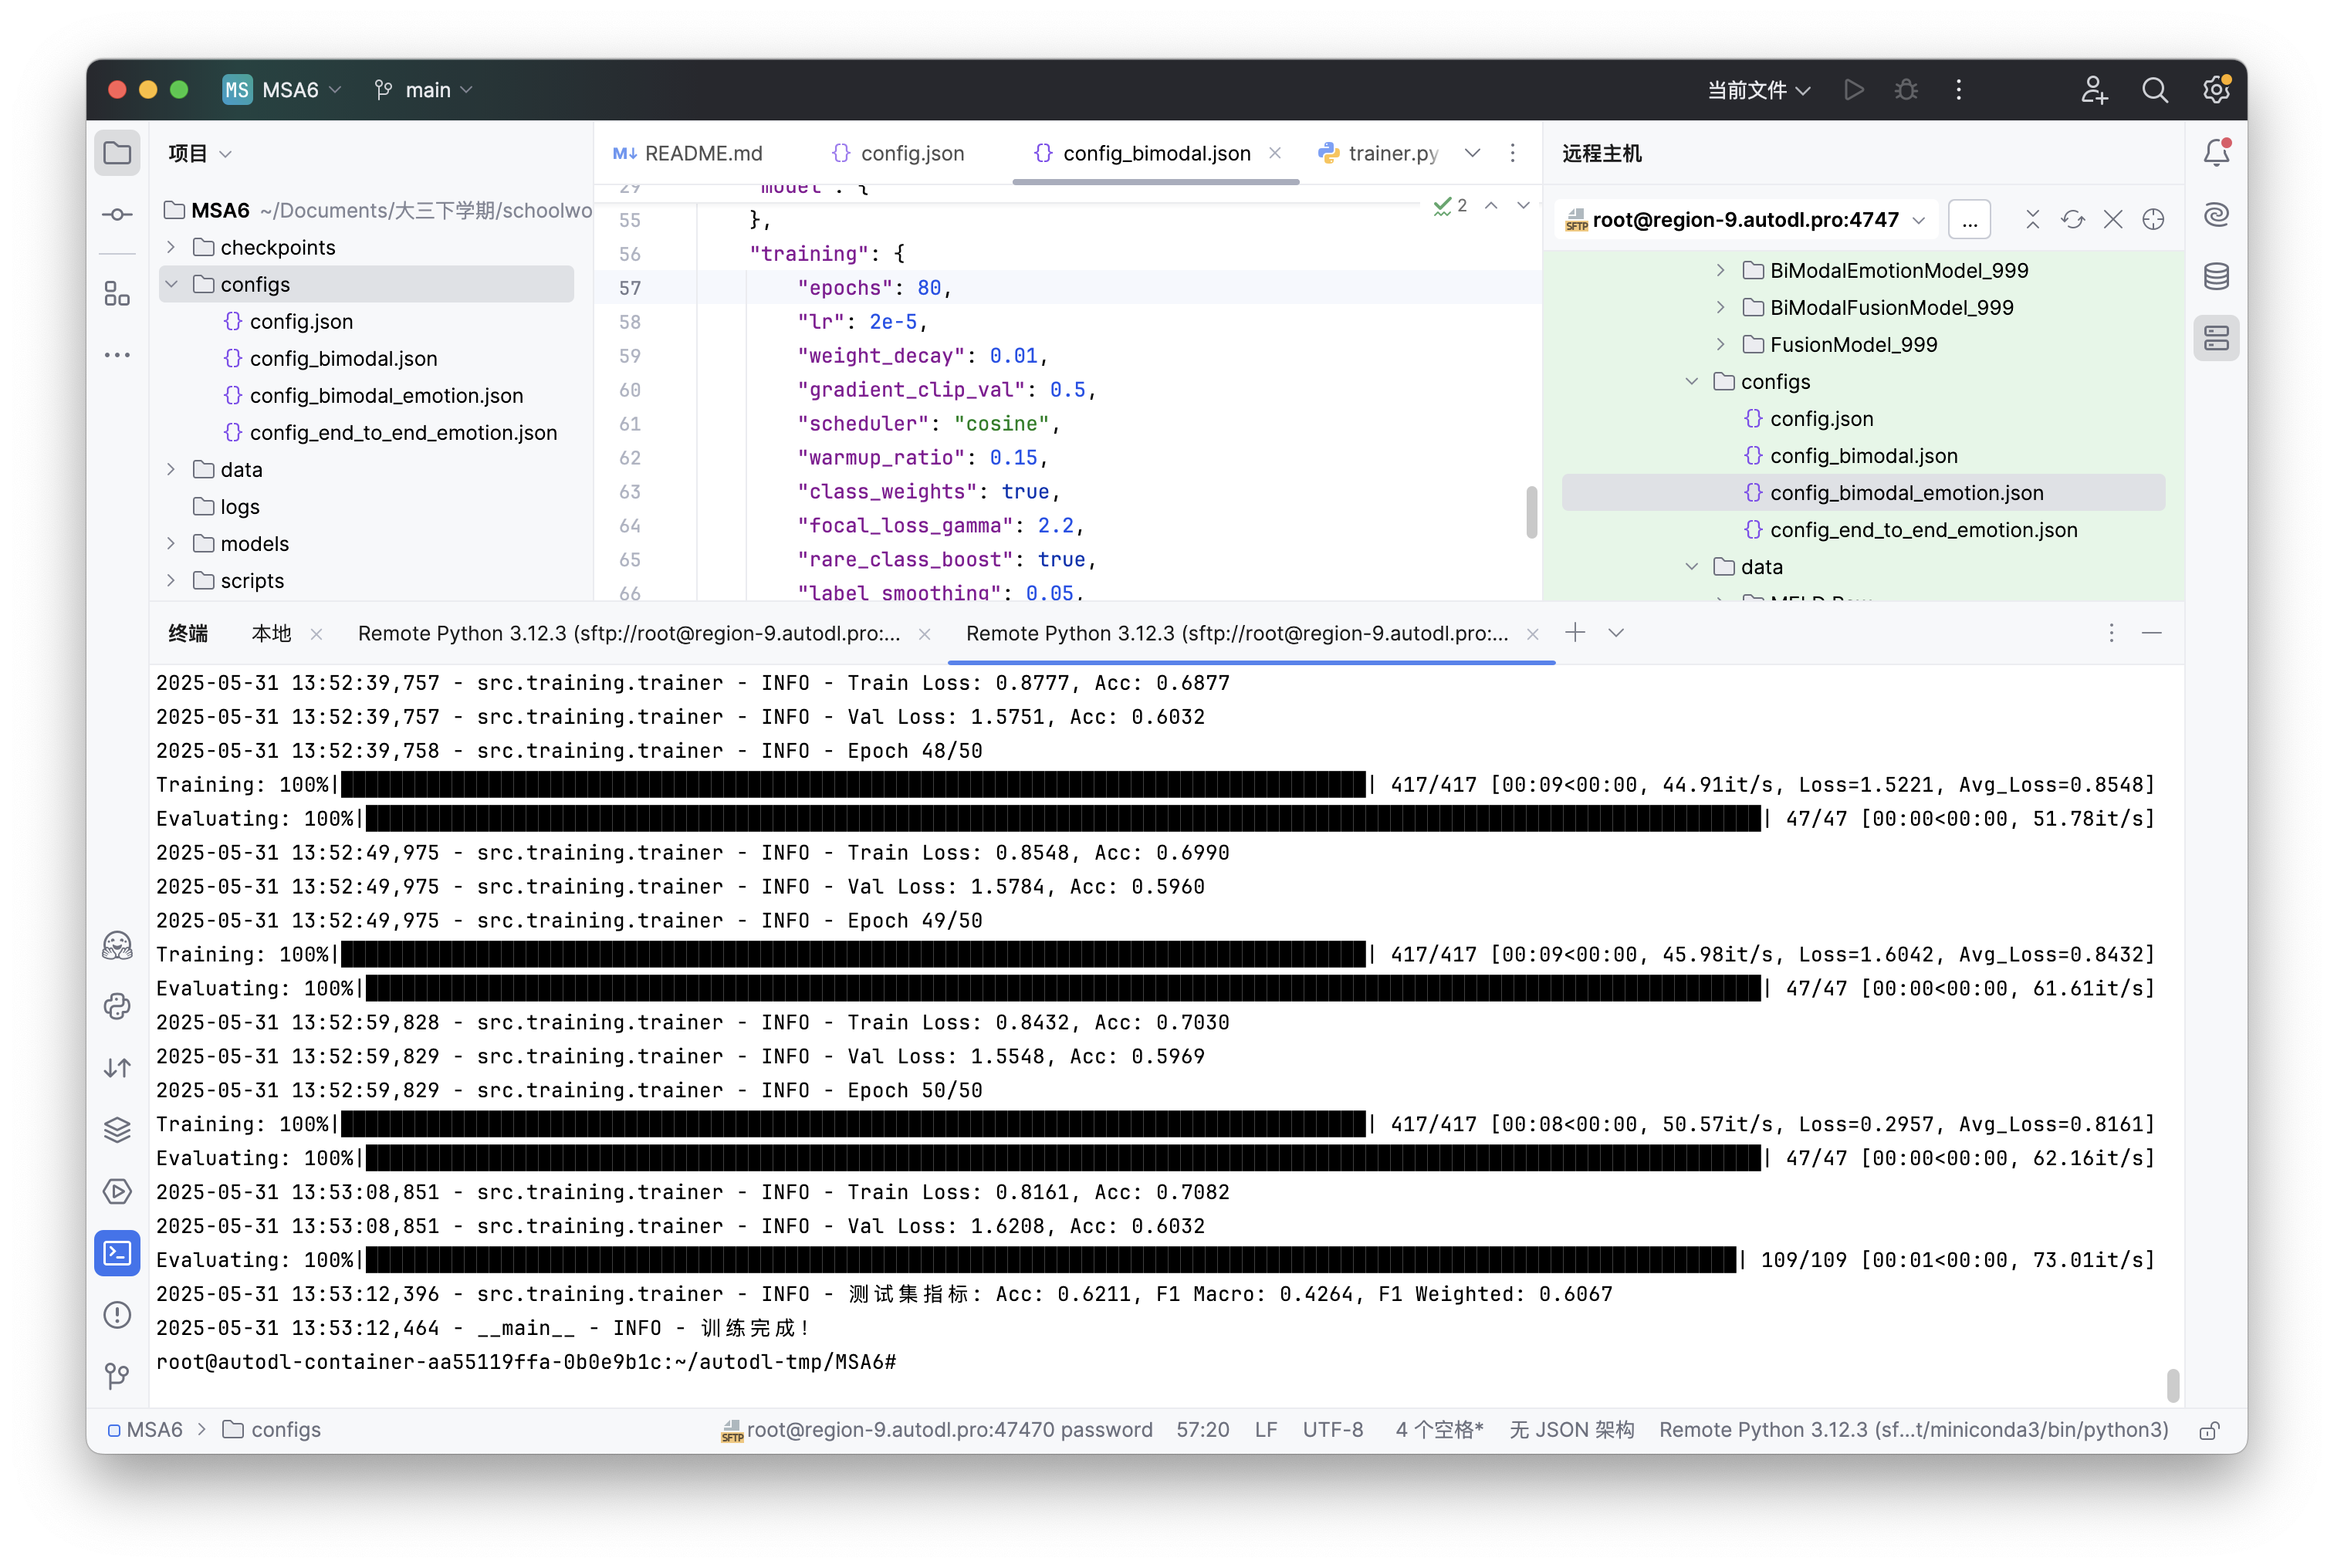 MS MSA6 main 当前文件
项目
MSA6 ~/Documents/大三下学期/schoolwo
checkpoints
configs
config.json
config_bimodal.json
config_bimodal_emotion.json
config_end_to_end_emotion.json
data
logs
models
scripts
README.md config.json config_bimodal.json trainer.py
29 "model": {
2
55 },
56 "training": {
57 "epochs": 80,
58 "lr": 2e-5,
59 "weight_decay": 0.01,
60 "gradient_clip_val": 0.5,
61 "scheduler": "cosine",
62 "warmup_ratio": 0.15,
63 "class_weights": true,
64 "focal_loss_gamma": 2.2,
65 "rare_class_boost": true,
66 "label_smoothing": 0.05,
远程主机
SFTP root@region-9.autodl.pro:4747 ...
BiModalEmotionModel_999
BiModalFusionModel_999
FusionModel_999
configs
config.json
config_bimodal.json
config_bimodal_emotion.json
config_end_to_end_emotion.json
data
终端 本地 Remote Python 3.12.3 (sftp://root@region-9.autodl.pro:... Remote Python 3.12.3 (sftp://root@region-9.autodl.pro:...
2025-05-31 13:52:39,757 - src.training.trainer - INFO - Train Loss: 0.8777, Acc: 0.6877
2025-05-31 13:52:39,757 - src.training.trainer - INFO - Val Loss: 1.5751, Acc: 0.6032
2025-05-31 13:52:39,758 - src.training.trainer - INFO - Epoch 48/50
Training: 100%| | 417/417 [00:09<00:00, 44.91it/s, Loss=1.5221, Avg_Loss=0.8548]
Evaluating: 100%| | 47/47 [00:00<00:00, 51.78it/s]
2025-05-31 13:52:49,975 - src.training.trainer - INFO - Train Loss: 0.8548, Acc: 0.6990
2025-05-31 13:52:49,975 - src.training.trainer - INFO - Val Loss: 1.5784, Acc: 0.5960
2025-05-31 13:52:49,975 - src.training.trainer - INFO - Epoch 49/50
Training: 100%| | 417/417 [00:09<00:00, 45.98it/s, Loss=1.6042, Avg_Loss=0.8432]
Evaluating: 100%| | 47/47 [00:00<00:00, 61.61it/s]
2025-05-31 13:52:59,828 - src.training.trainer - INFO - Train Loss: 0.8432, Acc: 0.7030
2025-05-31 13:52:59,829 - src.training.trainer - INFO - Val Loss: 1.5548, Acc: 0.5969
2025-05-31 13:52:59,829 - src.training.trainer - INFO - Epoch 50/50
Training: 100%| | 417/417 [00:08<00:00, 50.57it/s, Loss=0.2957, Avg_Loss=0.8161]
Evaluating: 100%| | 47/47 [00:00<00:00, 62.16it/s]
2025-05-31 13:53:08,851 - src.training.trainer - INFO - Train Loss: 0.8161, Acc: 0.7082
2025-05-31 13:53:08,851 - src.training.trainer - INFO - Val Loss: 1.6208, Acc: 0.6032
Evaluating: 100%| | 109/109 [00:01<00:00, 73.01it/s]
2025-05-31 13:53:12,396 - src.training.trainer - INFO - 测试集指标: Acc: 0.6211, F1 Macro: 0.4264, F1 Weighted: 0.6067
2025-05-31 13:53:12,464 - __main__ - INFO - 训练完成!
root@autodl-container-aa55119ffa-0b0e9b1c:~/autodl-tmp/MSA6#
MSA6 > configs SFTP root@region-9.autodl.pro:47470 password 57:20 LF UTF-8 4 个空格* 无 JSON 架构 Remote Python 3.12.3 (sf...t/miniconda3/bin/python3)